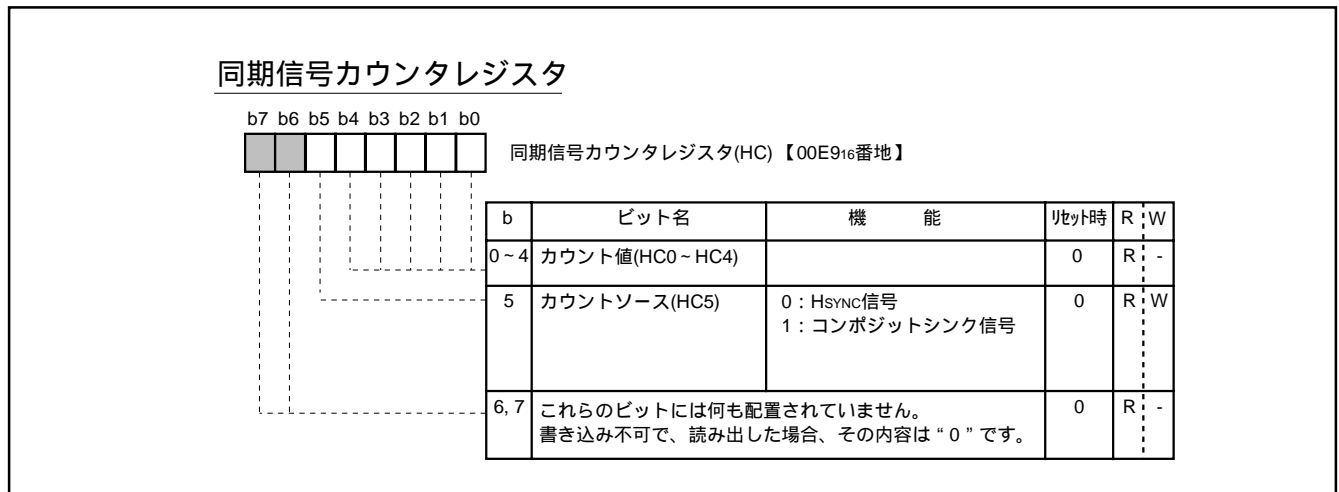 同期信号カウンタレジスタ
b7 b6 b5 b4 b3 b2 b1 b0
同期信号カウンタレジスタ(HC)【00E916番地】
b ビット名 機 能 リセット時 R W
0~4 カウント値(HC0~HC4) 0 R -
5 カウントソース(HC5) 0:HSYNC信号 0 R W
1:コンポジットシンク信号
6, 7 これらのビットには何も配置されていません。 0 R -
書き込み不可で、読み出した場合、その内容は“0”です。